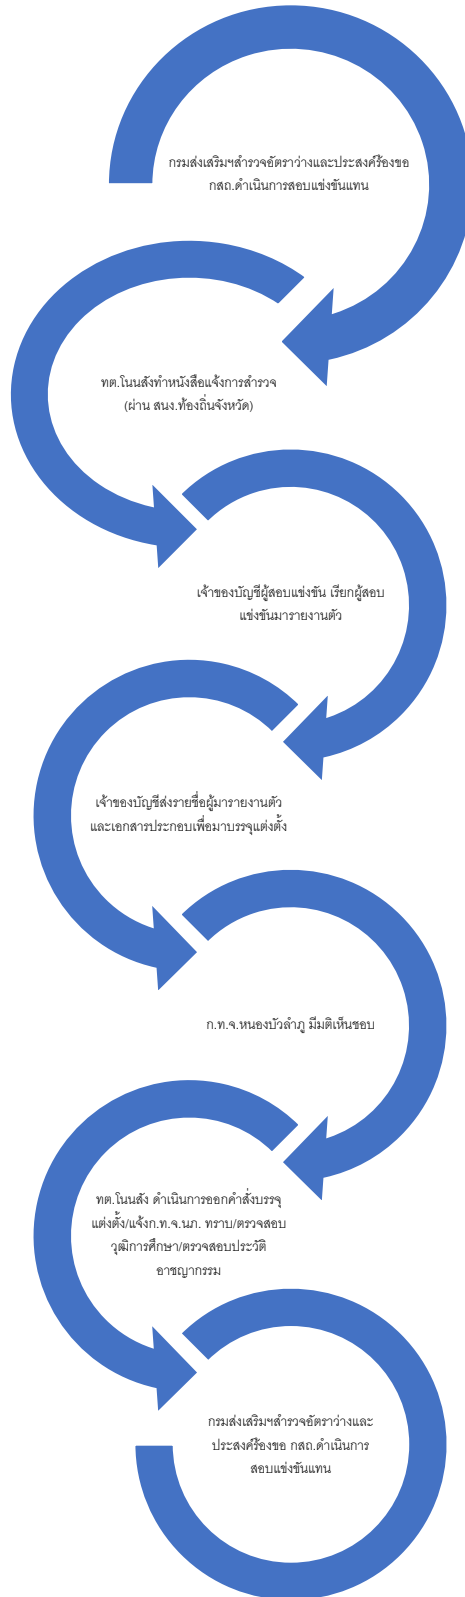 กรมส่งเสริมฯสำรวจอัตราว่างและประสงค์ร้องขอ
กสถ.ดำเนินการสอบแข่งขันแทน
ทต.โนนสังทำหนังสือแจ้งการสำรวจ
(ผ่าน สนง.ท้องถิ่นจังหวัด)
เจ้าของบัญชีผู้สอบแข่งขัน เรียกผู้สอบ
แข่งขันมารายงานตัว
เจ้าของบัญชีส่งรายชื่อผู้มารายงานตัว
และเอกสารประกอบเพื่อมาบรรจุแต่งตั้ง
ก.ท.จ.หนองบัวลำภู มีมติเห็นชอบ
ทต.โนนสัง ดำเนินการออกคำสั่งบรรจุ
แต่งตั้ง/แจ้งก.ท.จ.นภ. ทราบ/ตรวจสอบ
วุฒิการศึกษา/ตรวจสอบประวัติ
อาชญากรรม
กรมส่งเสริมฯสำรวจอัตราว่างและ
ประสงค์ร้องขอ กสถ.ดำเนินการ
สอบแข่งขันแทน